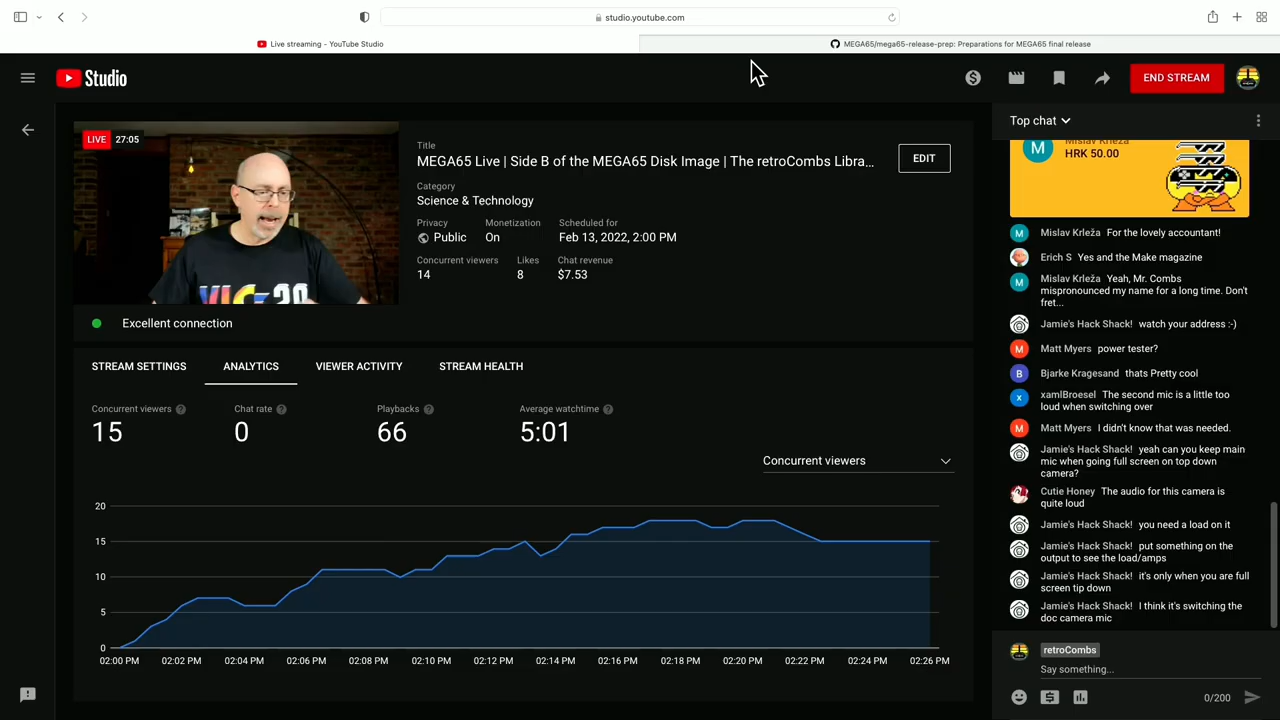 studio.youtube.com
Live streaming - YouTube Studio
MEGA65/mega65-release-prep: Preparations for MEGA65 final release
Studio
END STREAM
LIVE 27:05
Title
MEGA65 Live | Side B of the MEGA65 Disk Image | The retroCombs Libra...
EDIT
Category
Science & Technology
Privacy Monetization Scheduled for
Public On Feb 13, 2022, 2:00 PM
Concurrent viewers Likes Chat revenue
14 8 $7.53
Excellent connection
STREAM SETTINGS ANALYTICS VIEWER ACTIVITY STREAM HEALTH
Concurrent viewers Chat rate Playbacks Average watchtime
15 0 66 5:01
Concurrent viewers
20
15
10
5
0
02:00 PM 02:02 PM 02:04 PM 02:06 PM 02:08 PM 02:10 PM 02:12 PM 02:14 PM 02:16 PM 02:18 PM 02:20 PM 02:22 PM 02:24 PM 02:26 PM
Top chat
M Mislav Krleža
HRK 50.00
M Mislav Krleža For the lovely accountant!
Erich S Yes and the Make magazine
M Mislav Krleža Yeah, Mr. Combs
mispronounced my name for a long time. Don't
fret...
Jamie's Hack Shack! watch your address :-)
M Matt Myers power tester?
B Bjarke Kragesand thats Pretty cool
x xamlBroesel The second mic is a little too
loud when switching over
M Matt Myers I didn't know that was needed.
Jamie's Hack Shack! yeah can you keep main
mic when going full screen on top down
camera?
Cutie Honey The audio for this camera is
quite loud
Jamie's Hack Shack! you need a load on it
Jamie's Hack Shack! put something on the
output to see the load/amps
Jamie's Hack Shack! it's only when you are full
screen tip down
Jamie's Hack Shack! I think it's switching the
doc camera mic
retroCombs
Say something...
0/200